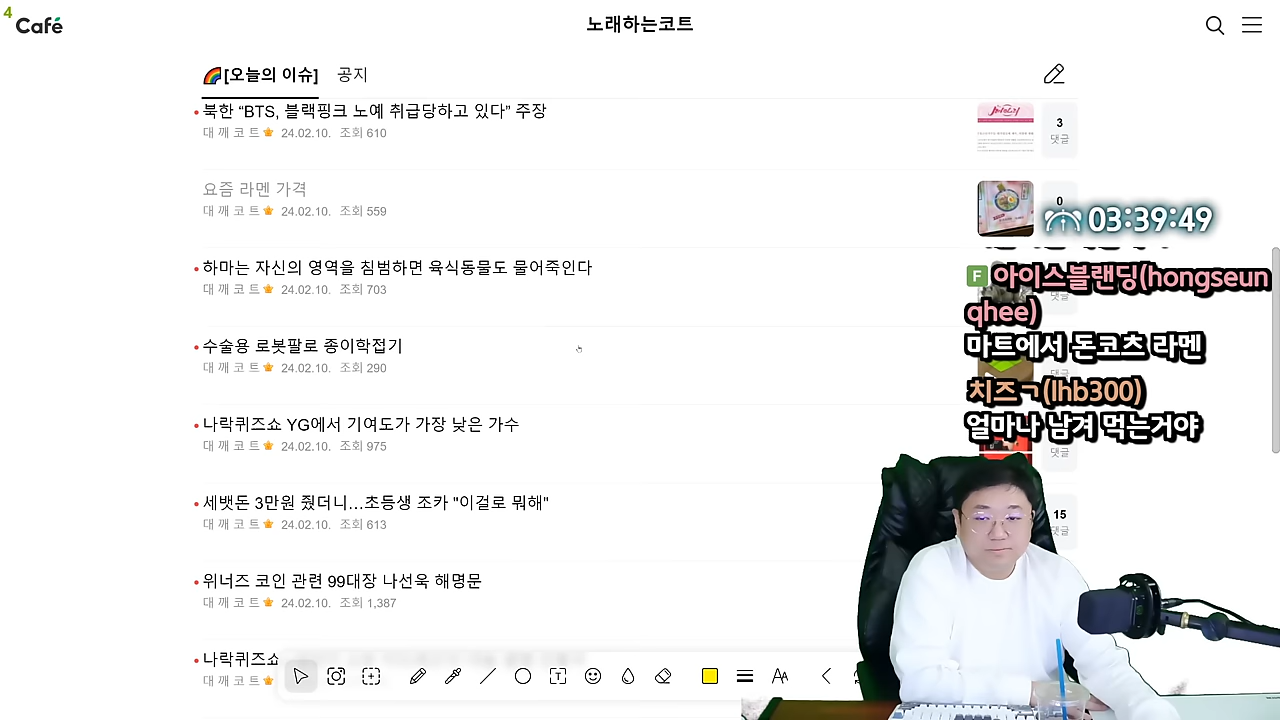 4
Café
노래하는코트
🌈[오늘의 이슈] 공지
북한 “BTS, 블랙핑크 노예 취급당하고 있다” 주장
대 깨 코 트 24.02.10. 조회 610
3
댓글
요즘 라멘 가격
대 깨 코 트 24.02.10. 조회 559
0
03:39:49
하마는 자신의 영역을 침범하면 육식동물도 물어죽인다
대 깨 코 트 24.02.10. 조회 703
댓글
F 아이스블랜딩(hongseun
qhee)
마트에서 돈코츠 라멘
수술용 로봇팔로 종이학접기
대 깨 코 트 24.02.10. 조회 290
댓글
치즈ㄱ(lhb300)
얼마나 남겨 먹는거야
나락퀴즈쇼 YG에서 기여도가 가장 낮은 가수
대 깨 코 트 24.02.10. 조회 975
댓글
세뱃돈 3만원 줬더니…초등생 조카 "이걸로 뭐해"
대 깨 코 트 24.02.10. 조회 613
15
댓글
위너즈 코인 관련 99대장 나선욱 해명문
대 깨 코 트 24.02.10. 조회 1,387
나락퀴즈쇼
대 깨 코 트